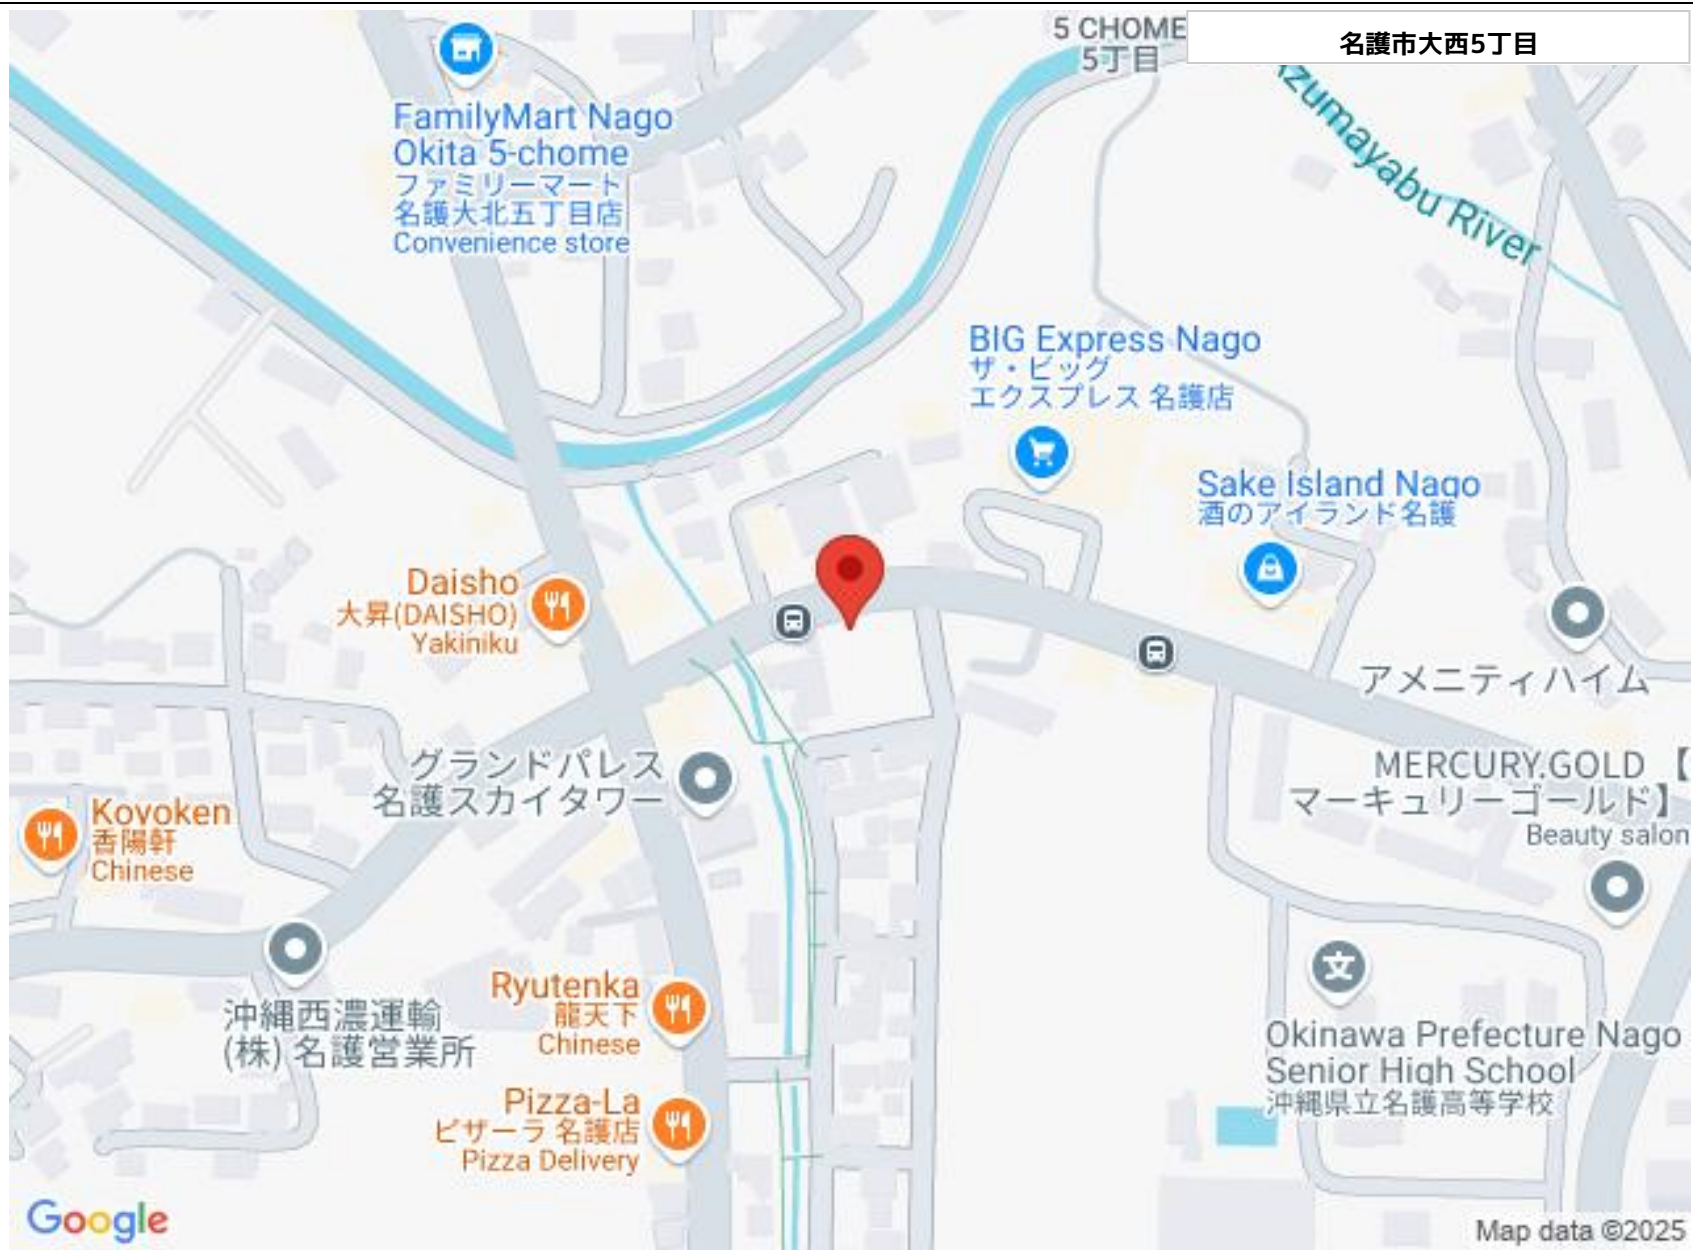 5 CHOME
5丁目
名護市大西5丁目
Azumayabu River
FamilyMart Nago
Okita 5-chome
ファミリーマート
名護大北五丁目店
Convenience store
BIG Express Nago
ザ・ビッグ
エクスプレス 名護店
Sake Island Nago
酒のアイランド名護
Daisho
大昇(DAISHO)
Yakiniku
アメニティハイム
グランドパレス
名護スカイタワー
MERCURY.GOLD 【
マーキュリーゴールド】
Beauty salon
Kovoken
香陽軒
Chinese
沖縄西濃運輸
(株) 名護営業所
Ryutenka
龍天下
Chinese
Okinawa Prefecture Nago
Senior High School
沖縄県立名護高等学校
Pizza-La
ピザーラ 名護店
Pizza Delivery
Google
Map data ©2025